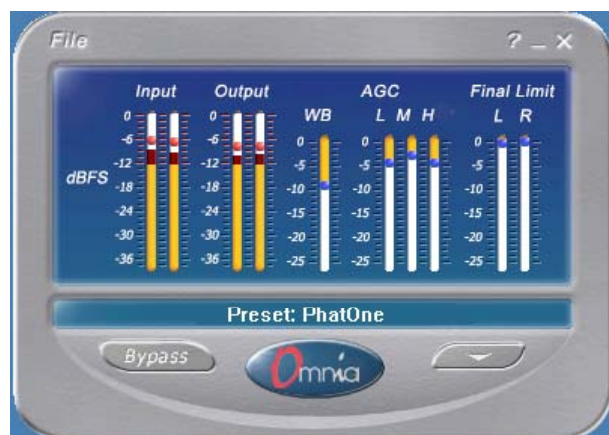 File ? _ X
Input Output AGC Final Limit
WB L M H L R
dBFS
0 -6 -12 -18 -24 -30 -36
0 -6 -12 -18 -24 -30 -36
0 -5 -10 -15 -20 -25
0 -5 -10 -15 -20 -25
0 -5 -10 -15 -20 -25
Preset: PhatOne
Bypass Omnia